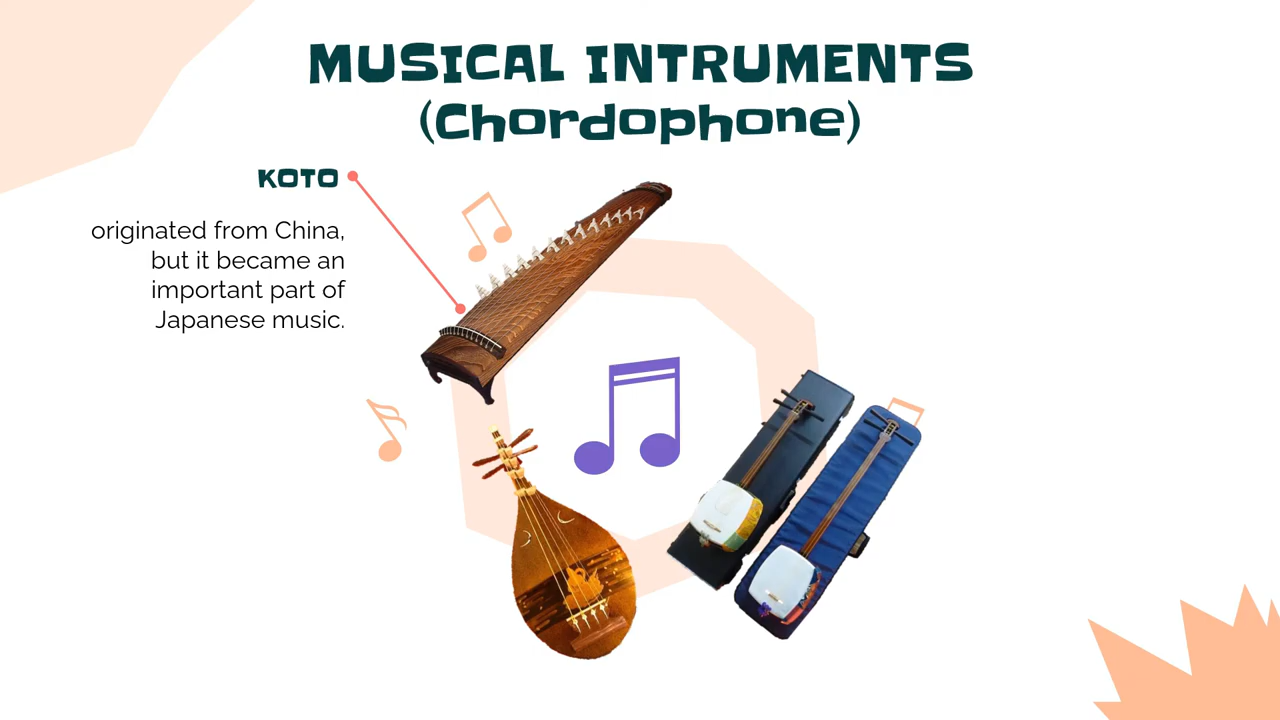 MUSICAL INTRUMENTS
(Chordophone)
KOTO
originated from China,
but it became an
important part of
Japanese music.